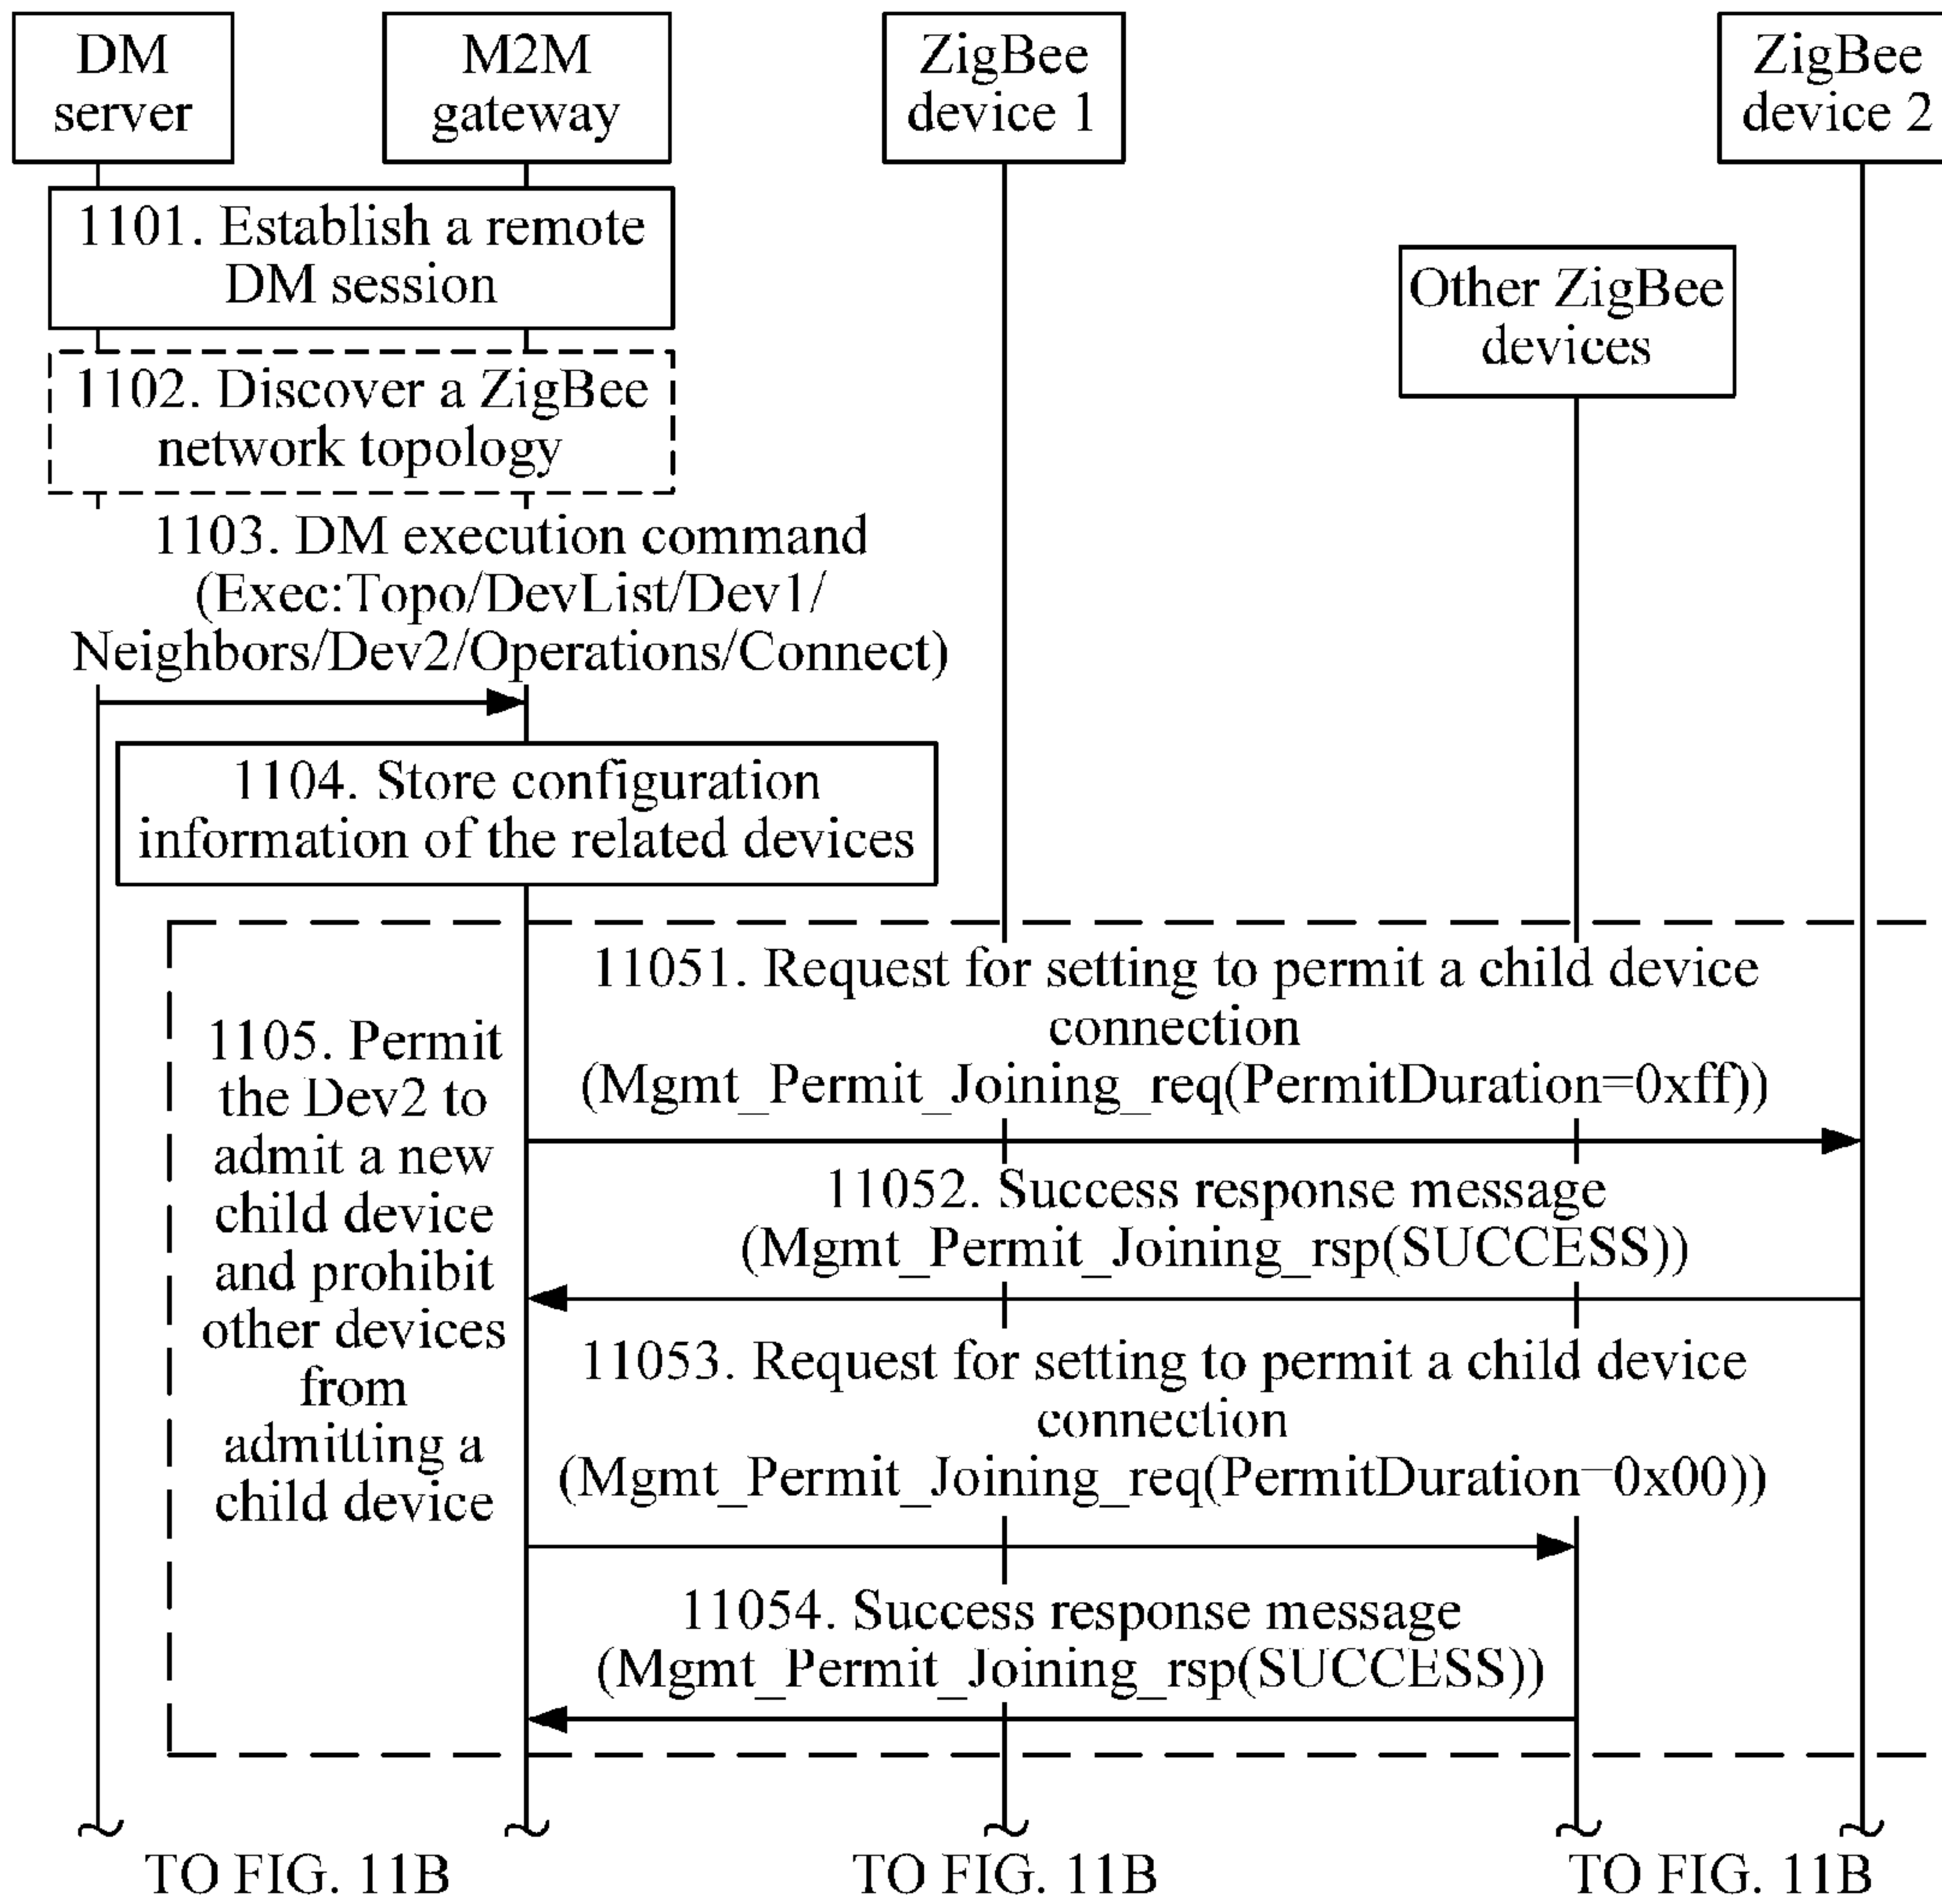 DM
server
M2M
gateway
ZigBee
device 1
ZigBee
device 2
1101. Establish a remote
DM session
Other ZigBee
devices
1102. Discover a ZigBee
network topology
1103. DM execution command
(Exec:Topo/DevList/Dev1/
Neighbors/Dev2/Operations/Connect)
1104. Store configuration
information of the related devices
1105. Permit
the Dev2 to
admit a new
child device
and prohibit
other devices
from
admitting a
child device
11051. Request for setting to permit a child device
connection
(Mgmt_Permit_Joining_req(PermitDuration=0xff))
11052. Success response message
(Mgmt_Permit_Joining_rsp(SUCCESS))
11053. Request for setting to permit a child device
connection
(Mgmt_Permit_Joining_req(PermitDuration=0x00))
11054. Success response message
(Mgmt_Permit_Joining_rsp(SUCCESS))
TO FIG. 11B
TO FIG. 11B
TO FIG. 11B